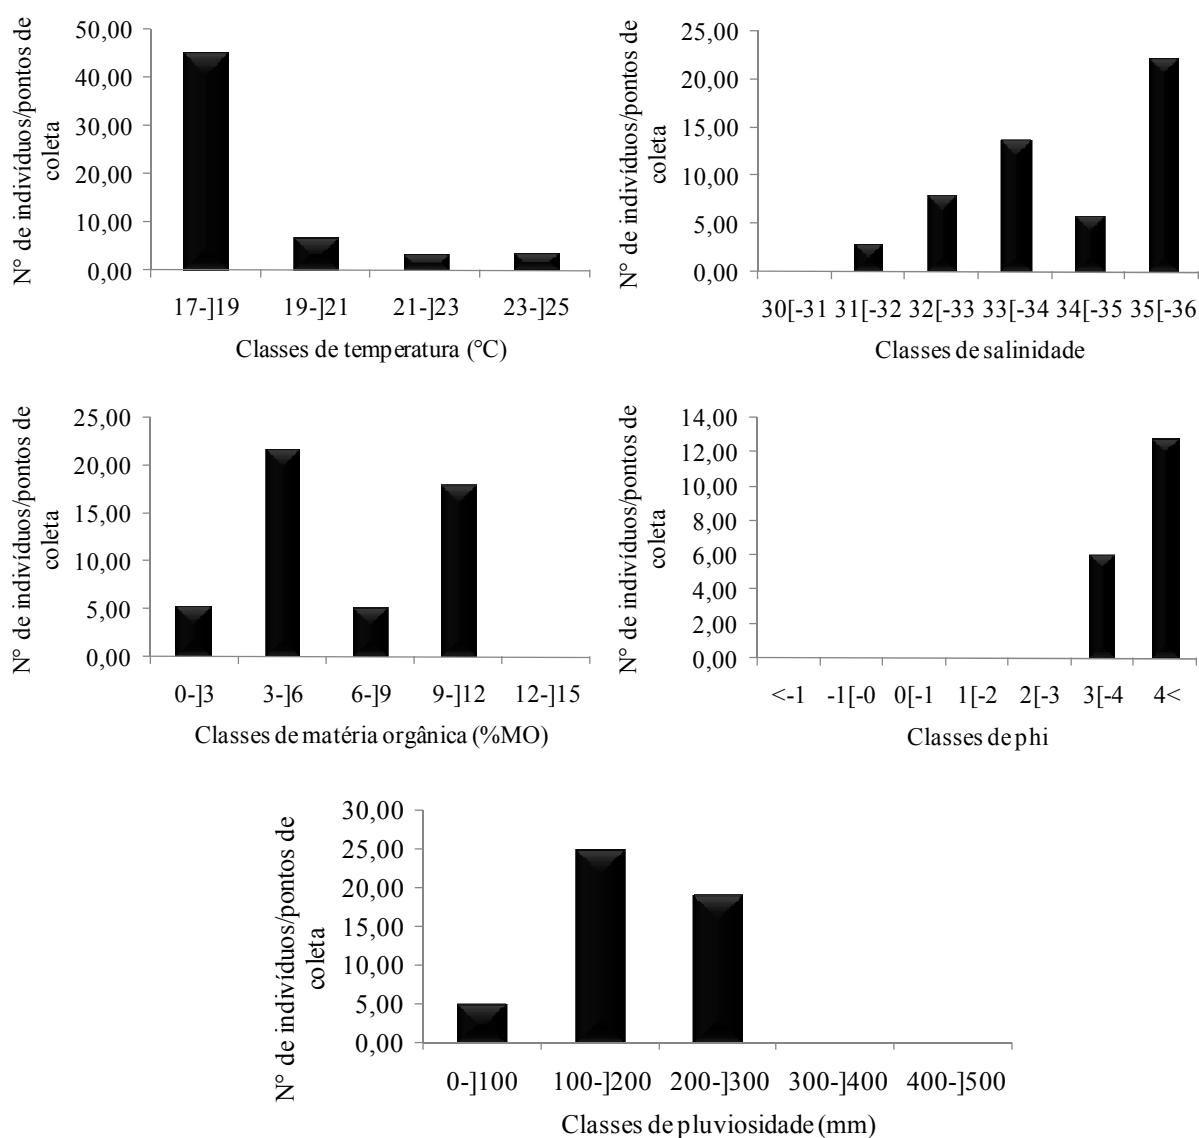 N° de indivíduos/pontos de
coleta
50,00
40,00
30,00
20,00
10,00
0,00
17-]19 19-]21 21-]23 23-]25
Classes de temperatura (°C)
N° de indivíduos/pontos de
coleta
25,00
20,00
15,00
10,00
5,00
0,00
30[-31 31[-32 32[-33 33[-34 34[-35 35[-36
Classes de salinidade
N° de indivíduos/pontos de
coleta
25,00
20,00
15,00
10,00
5,00
0,00
0-]3 3-]6 6-]9 9-]12 12-]15
Classes de matéria orgânica (%MO)
N° de indivíduos/pontos de
coleta
14,00
12,00
10,00
8,00
6,00
4,00
2,00
0,00
<-1 -1[-0 0[-1 1[-2 2[-3 3[-4 4<
Classes de phi
N° de indivíduos/pontos de
coleta
30,00
25,00
20,00
15,00
10,00
5,00
0,00
0-]100 100-]200 200-]300 300-]400 400-]500
Classes de pluviosidade (mm)